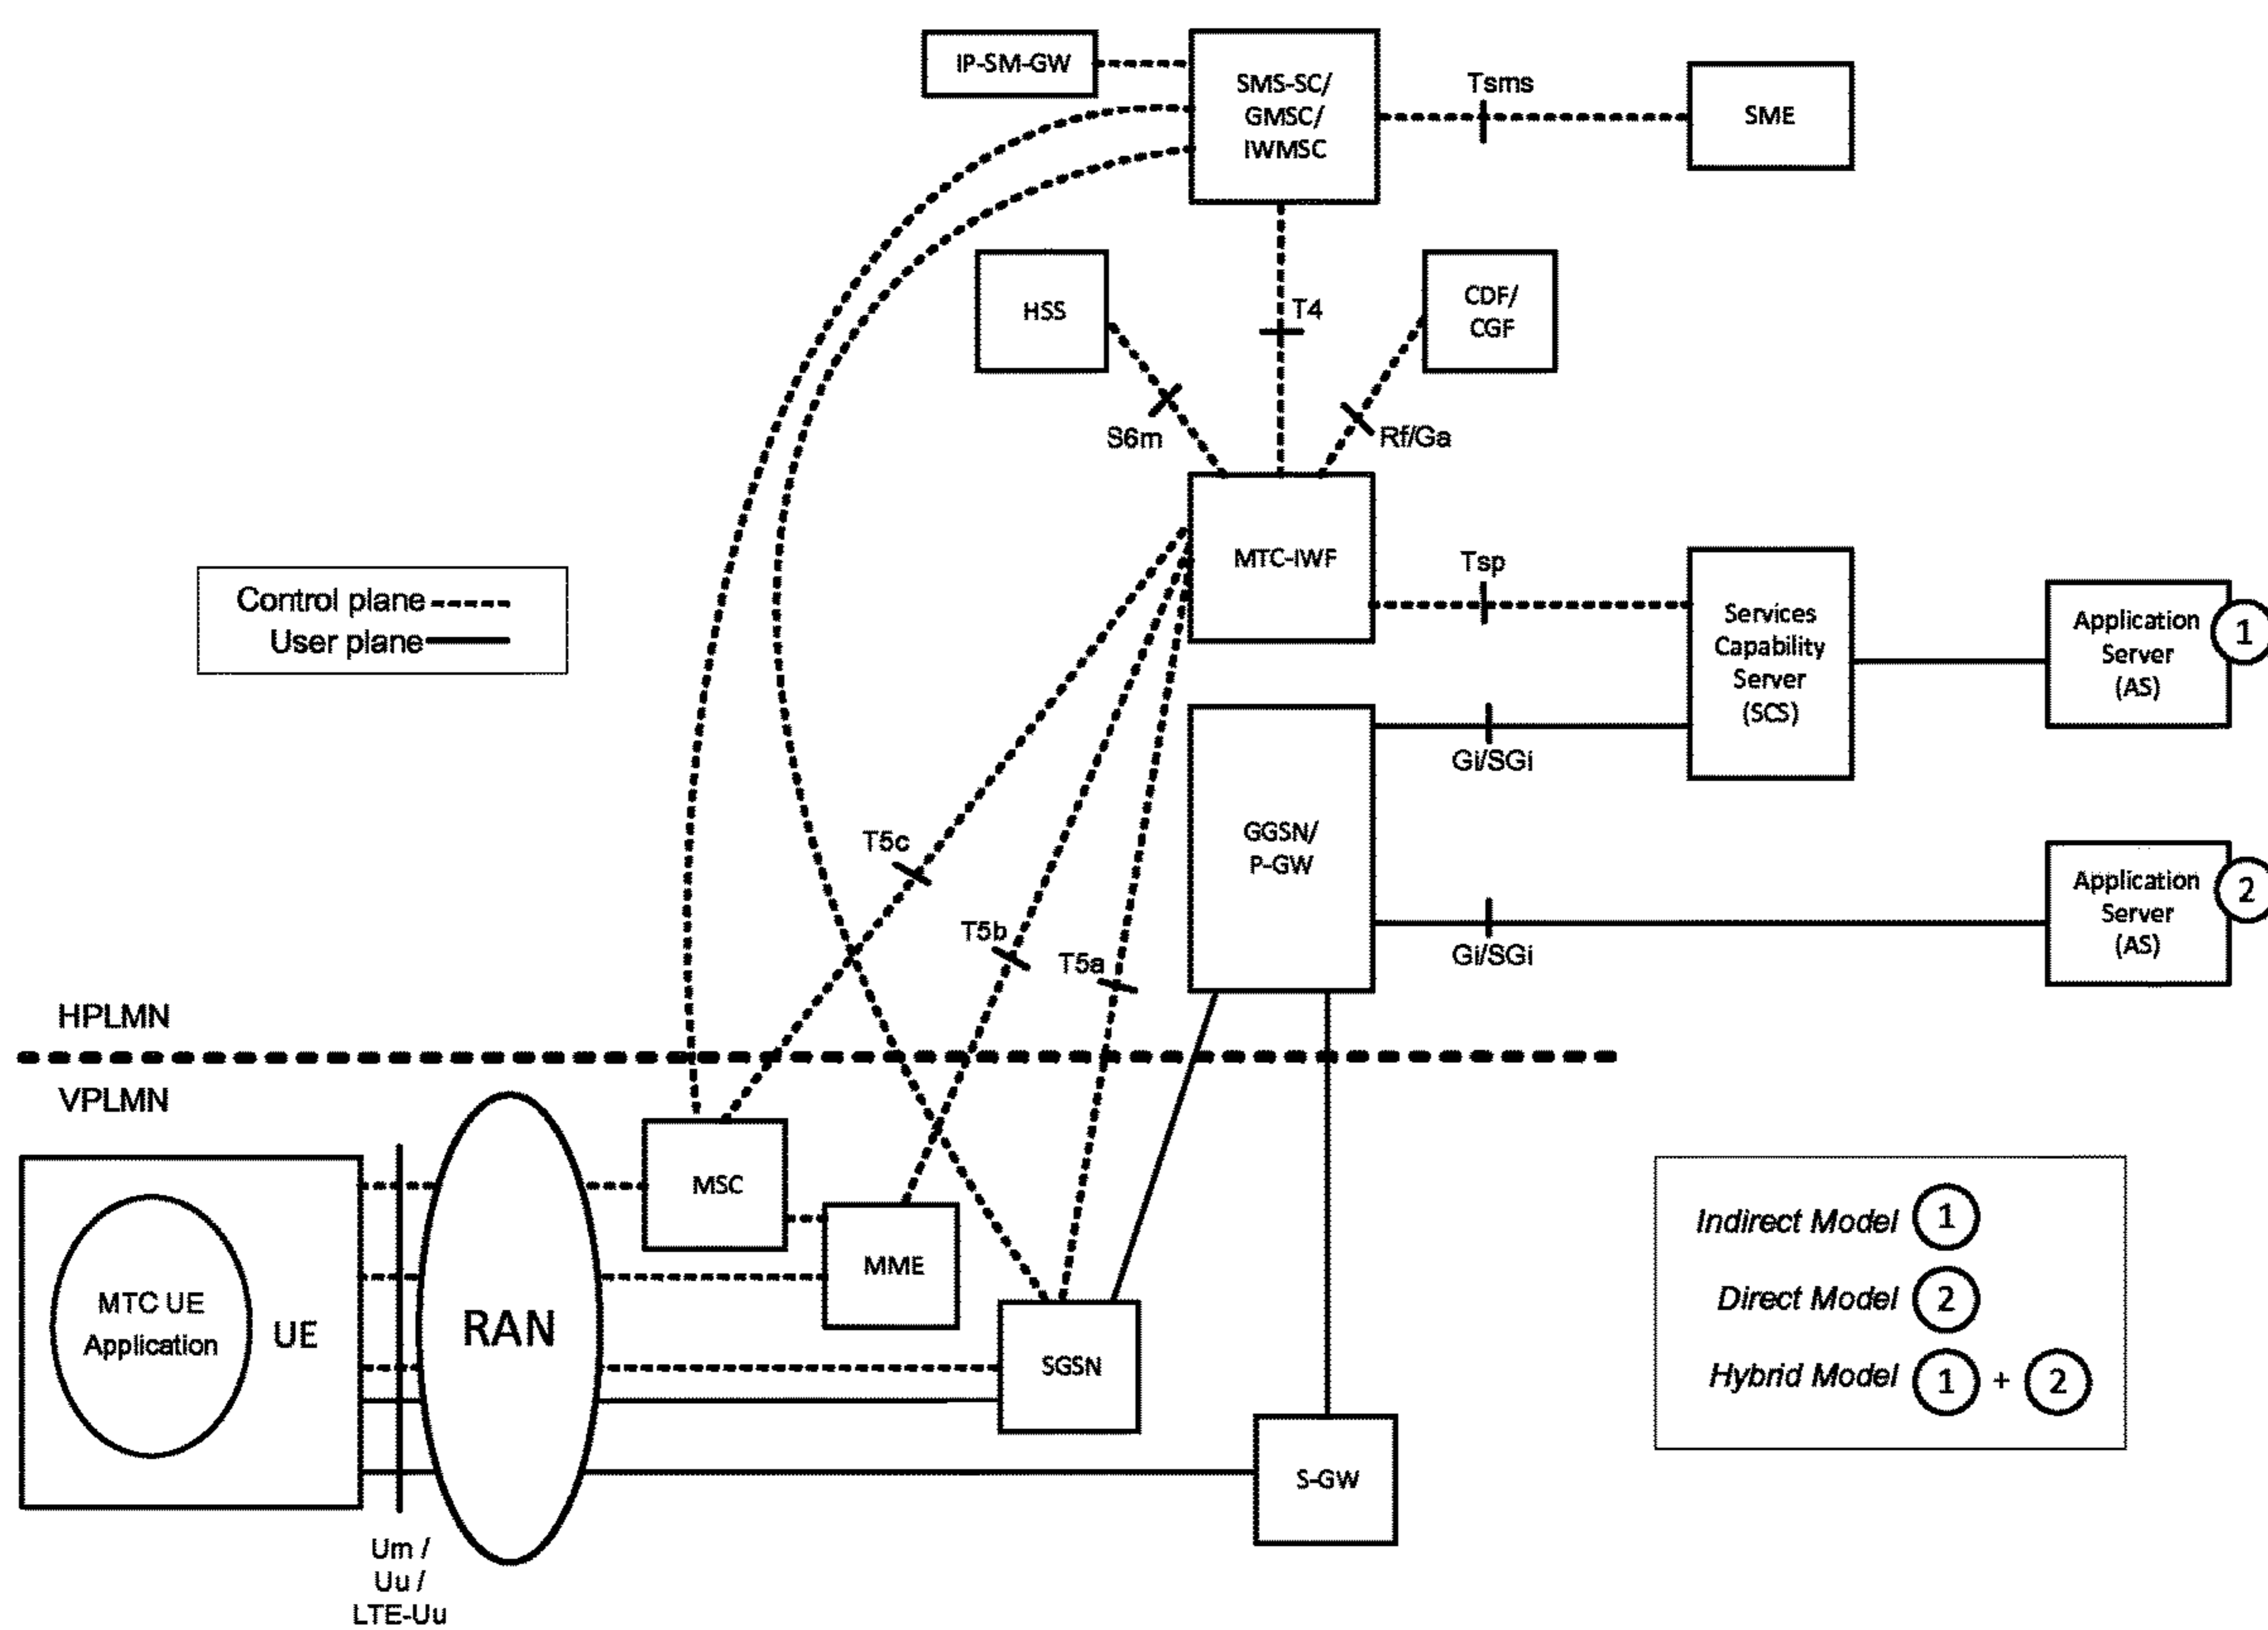 IP-SM-GW
SMS-SC/
GMSC/
IWMSC
Tsms
SME
HSS
T4
CDF/
CGF
S6m
Rf/Ga
MTC-IWF
Tsp
Services
Capability
Server
(SCS)
Application
Server
(AS)
1
Control plane
User plane
Gi/SGi
GGSN/
P-GW
T5c
T5b
T5a
Gi/SGi
Application
Server
(AS)
2
HPLMN
VPLMN
MSC
MME
SGSN
S-GW
MTC UE
Application
UE
RAN
Um /
Uu /
LTE-Uu
Indirect Model 1
Direct Model 2
Hybrid Model 1 + 2